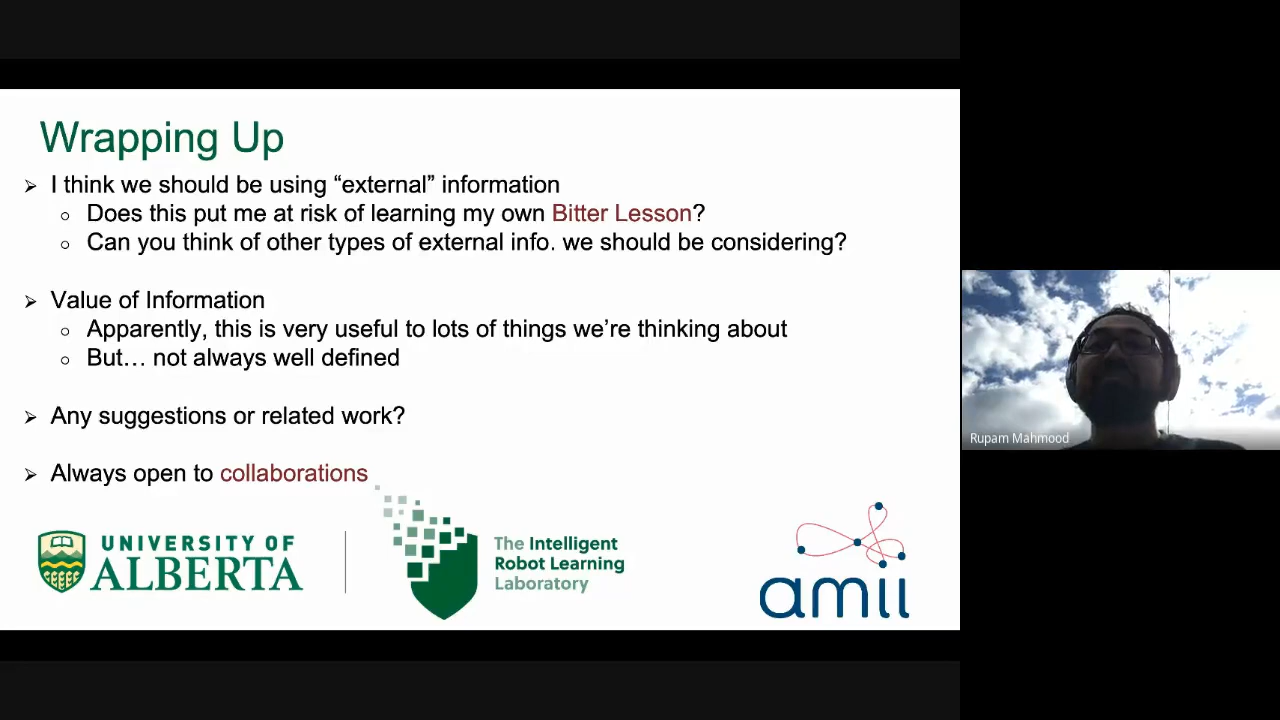 Wrapping Up
➢ I think we should be using “external” information
○ Does this put me at risk of learning my own Bitter Lesson?
○ Can you think of other types of external info. we should be considering?
➢ Value of Information
○ Apparently, this is very useful to lots of things we’re thinking about
○ But… not always well defined
➢ Any suggestions or related work?
➢ Always open to collaborations
UNIVERSITY OF
ALBERTA
The Intelligent
Robot Learning
Laboratory
amii
Rupam Mahmood